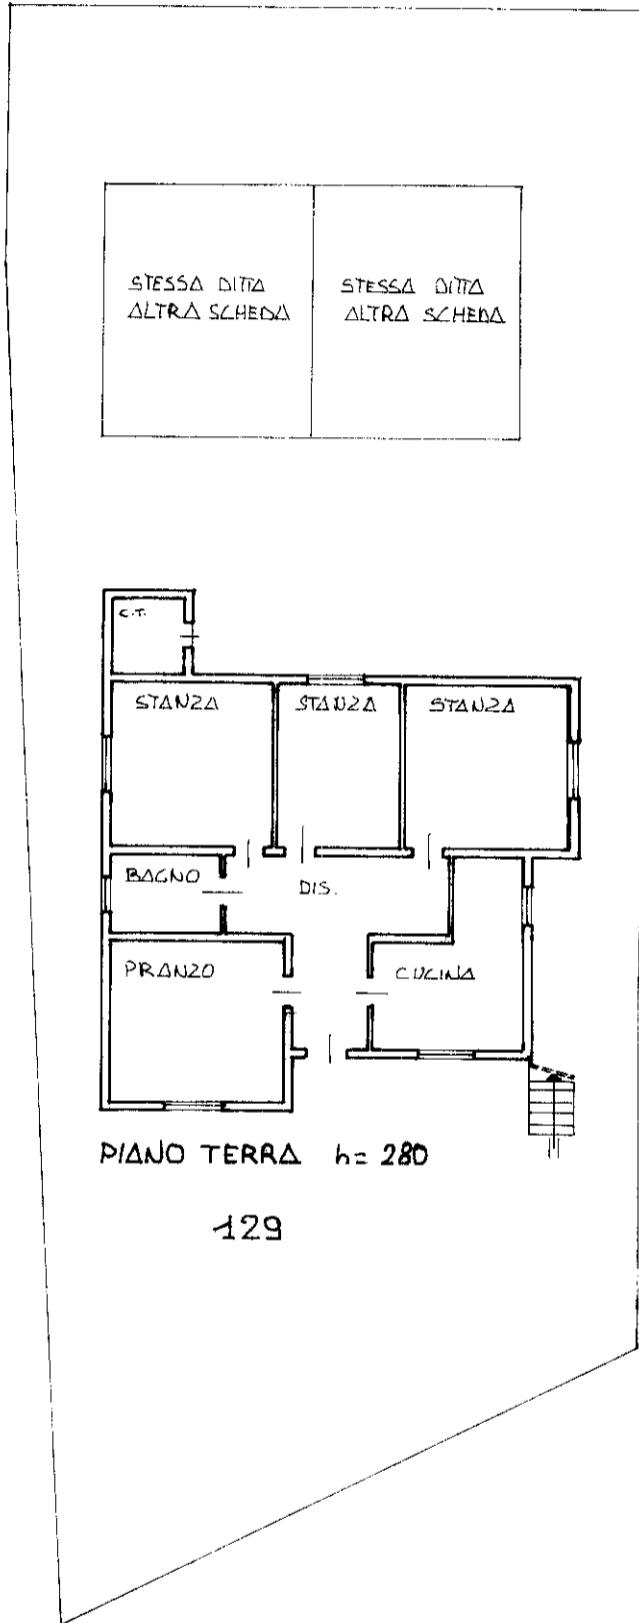 STESSA DITTA
ALTRA SCHEDA
STESSA DITTA
ALTRA SCHEDA
C.T.
STANZA
STANZA
STANZA
BAGNO
DIS.
PRANZO
CUCINA
PIANO TERRA h= 280
129